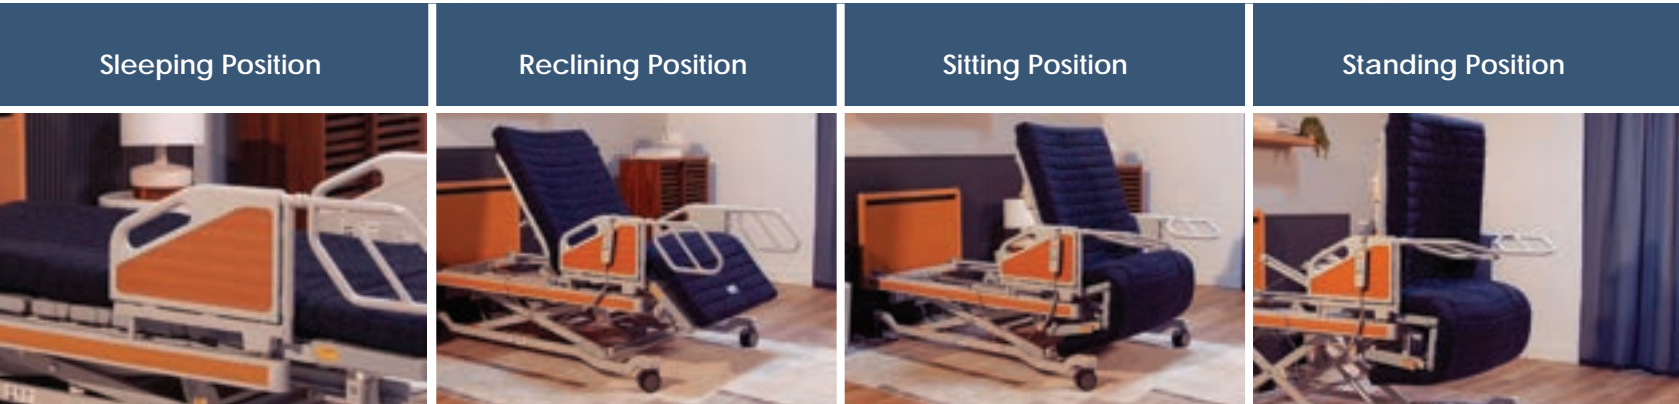 Sleeping Position
Reclining Position
Sitting Position
Standing Position